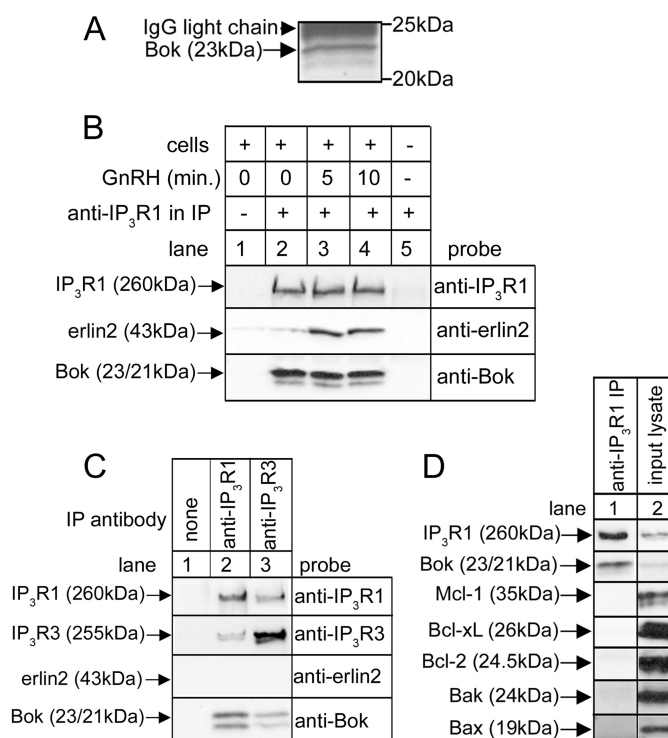 A
IgG light chain
25kDa
Bok (23kDa)
20kDa
B
cells + + + + -
GnRH (min.) 0 0 5 10 -
anti-IP3R1 in IP - + + + +
lane 1 2 3 4 5 probe
IP3R1 (260kDa) anti-IP3R1
erlin2 (43kDa) anti-erlin2
Bok (23/21kDa) anti-Bok
C
IP antibody none anti-IP3R1 anti-IP3R3
lane 1 2 3 probe
IP3R1 (260kDa) anti-IP3R1
IP3R3 (255kDa) anti-IP3R3
erlin2 (43kDa) anti-erlin2
Bok (23/21kDa) anti-Bok
D
anti-IP3R1 IP input lysate
lane 1 2
IP3R1 (260kDa)
Bok (23/21kDa)
Mcl-1 (35kDa)
Bcl-xL (26kDa)
Bcl-2 (24.5kDa)
Bak (24kDa)
Bax (19kDa)